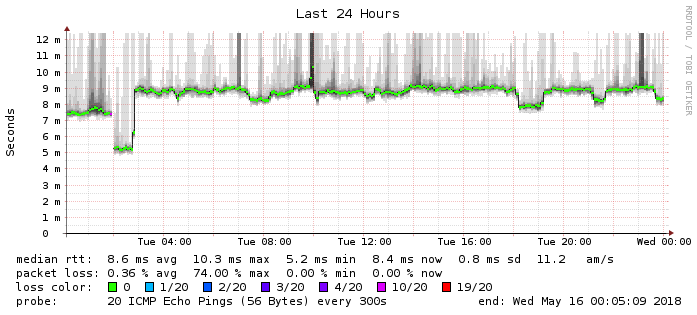 Last 24 Hours
RRDTOOL / TOBI OETIKER
Seconds
12 m
11 m
10 m
9 m
8 m
7 m
6 m
5 m
4 m
3 m
2 m
1 m
0
Tue 04:00 Tue 08:00 Tue 12:00 Tue 16:00 Tue 20:00 Wed 00:00
median rtt: 8.6 ms avg 10.3 ms max 5.2 ms min 8.4 ms now 0.8 ms sd 11.2 am/s
packet loss: 0.36 % avg 74.00 % max 0.00 % min 0.00 % now
loss color: 0 1/20 2/20 3/20 4/20 10/20 19/20
probe: 20 ICMP Echo Pings (56 Bytes) every 300s end: Wed May 16 00:05:09 2018